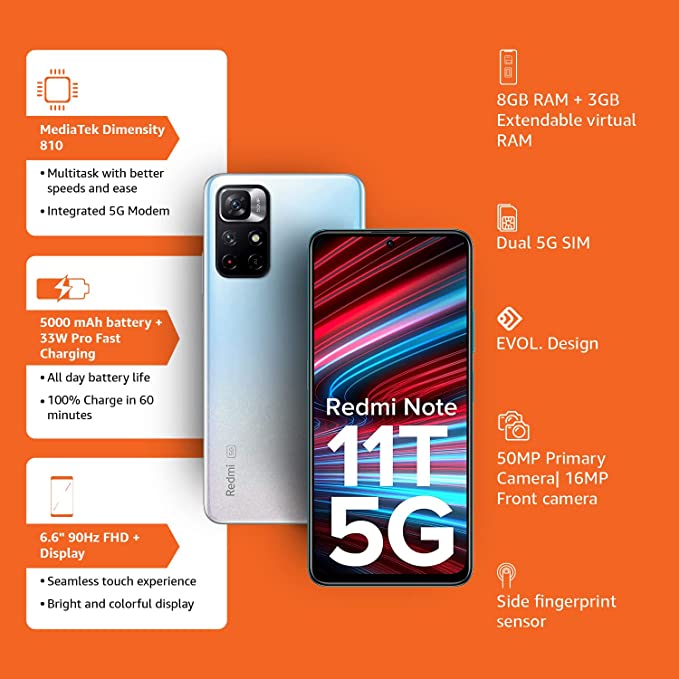 MediaTek Dimensity
810
• Multitask with better
speeds and ease
• Integrated 5G Modem
5000 mAh battery +
33W Pro Fast
Charging
• All day battery life
• 100% Charge in 60
minutes
6.6" 90Hz FHD +
Display
• Seamless touch experience
• Bright and colorful display
Redmi 5G
Redmi Note
11T
5G
8GB RAM + 3GB
Extendable virtual
RAM
Dual 5G SIM
EVOL. Design
50MP Primary
Camera| 16MP
Front camera
Side fingerprint
sensor